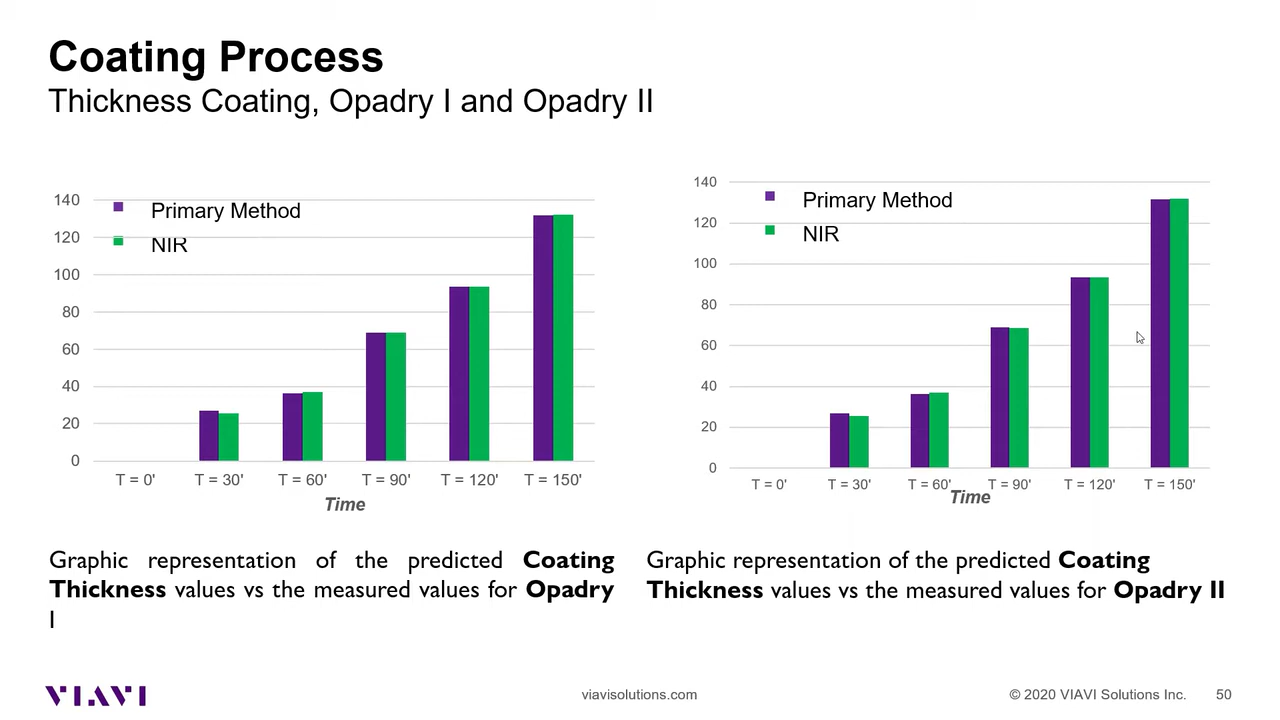 Coating Process
Thickness Coating, Opadry I and Opadry II
140
120
100
80
60
40
20
0
Primary Method
NIR
T = 0' T = 30' T = 60' T = 90' T = 120' T = 150'
Time
140
120
100
80
60
40
20
0
Primary Method
NIR
T = 0' T = 30' T = 60' T = 90' T = 120' T = 150'
Time
Graphic representation of the predicted Coating
Thickness values vs the measured values for Opadry
I
Graphic representation of the predicted Coating
Thickness values vs the measured values for Opadry II
VIAVI
viavisolutions.com
© 2020 VIAVI Solutions Inc. 50